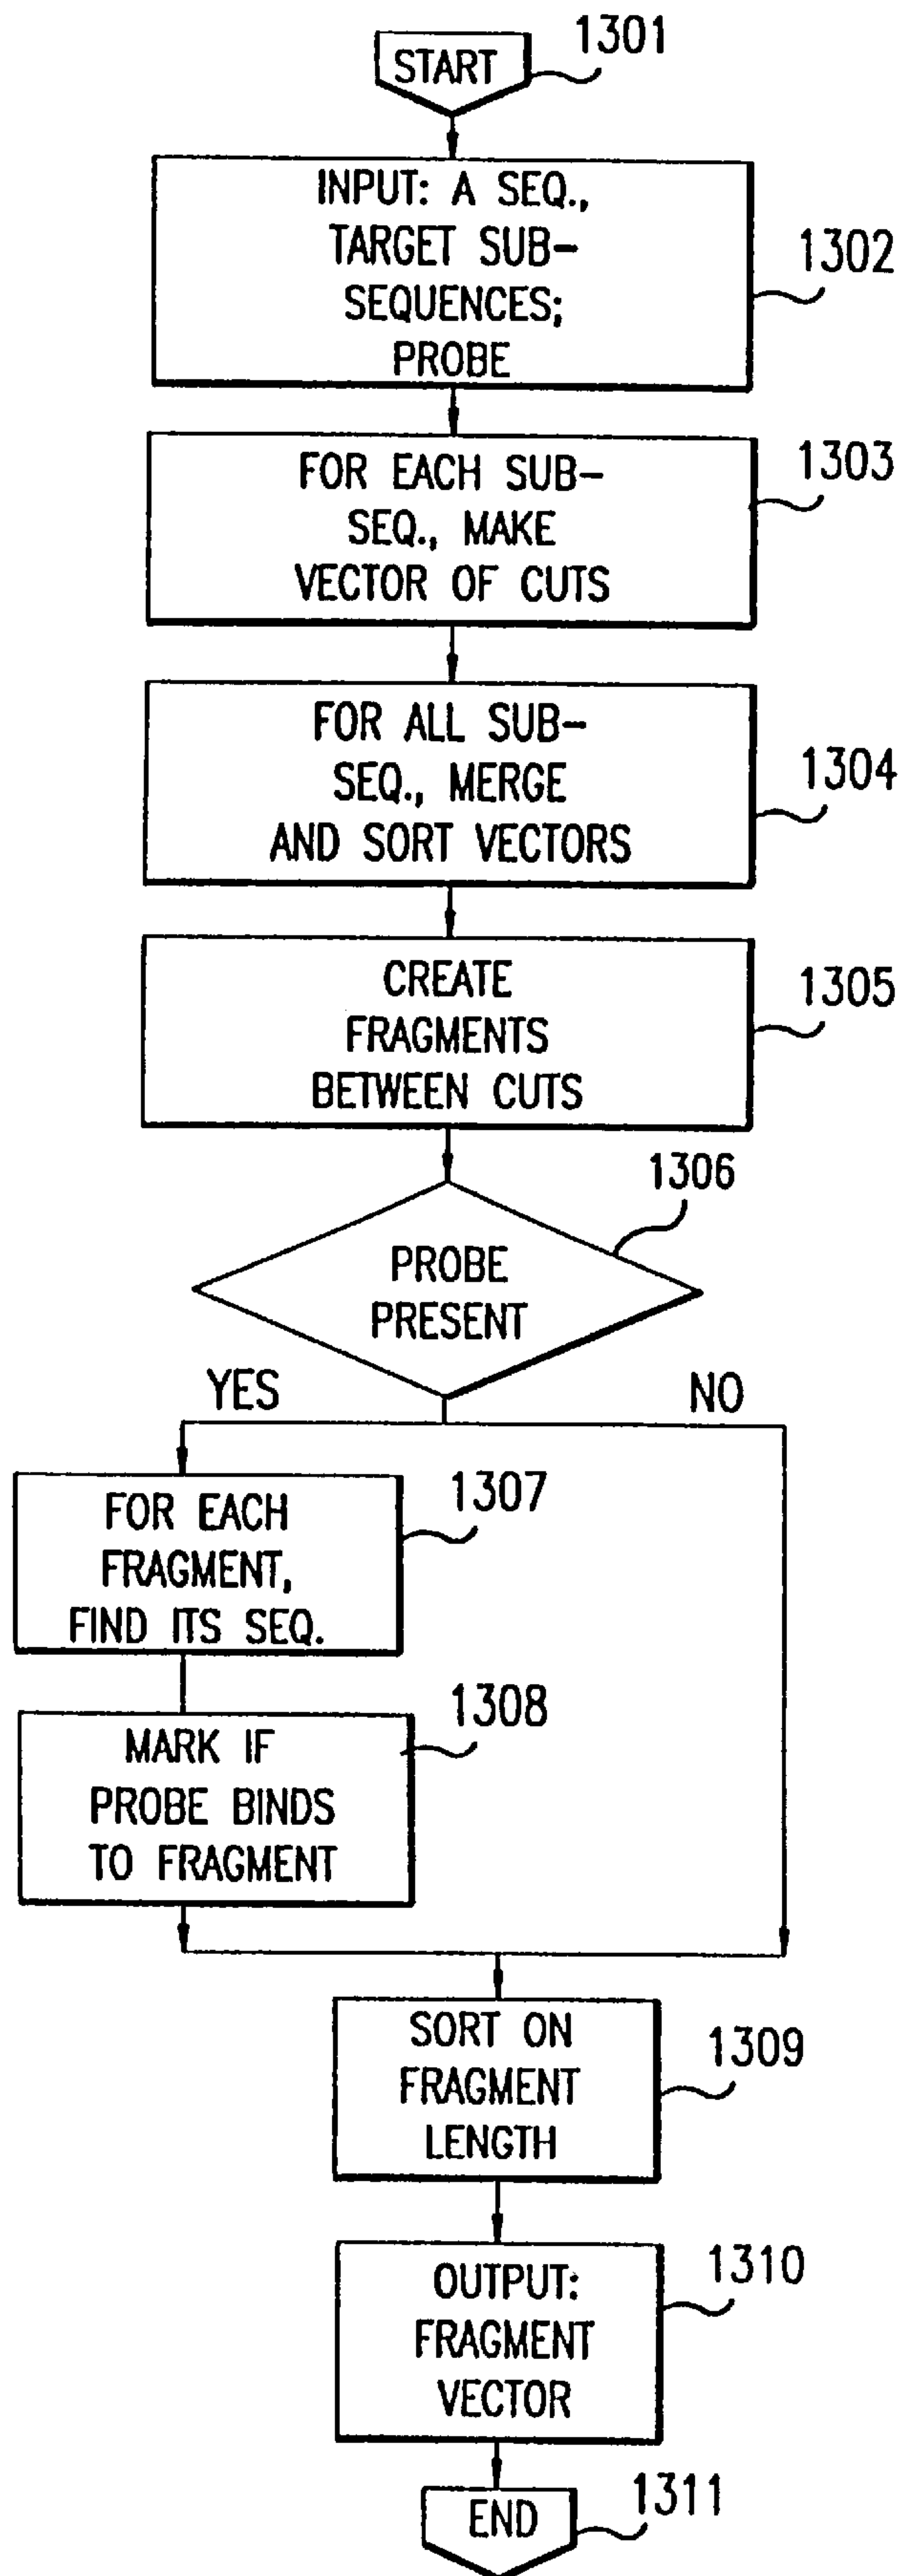 START
1301
INPUT: A SEQ.,
TARGET SUB-
SEQUENCES;
PROBE
1302
FOR EACH SUB-
SEQ., MAKE
VECTOR OF CUTS
1303
FOR ALL SUB-
SEQ., MERGE
AND SORT VECTORS
1304
CREATE
FRAGMENTS
BETWEEN CUTS
1305
1306
PROBE
PRESENT
YES
NO
FOR EACH
FRAGMENT,
FIND ITS SEQ.
1307
MARK IF
PROBE BINDS
TO FRAGMENT
1308
SORT ON
FRAGMENT
LENGTH
1309
OUTPUT:
FRAGMENT
VECTOR
1310
END
1311